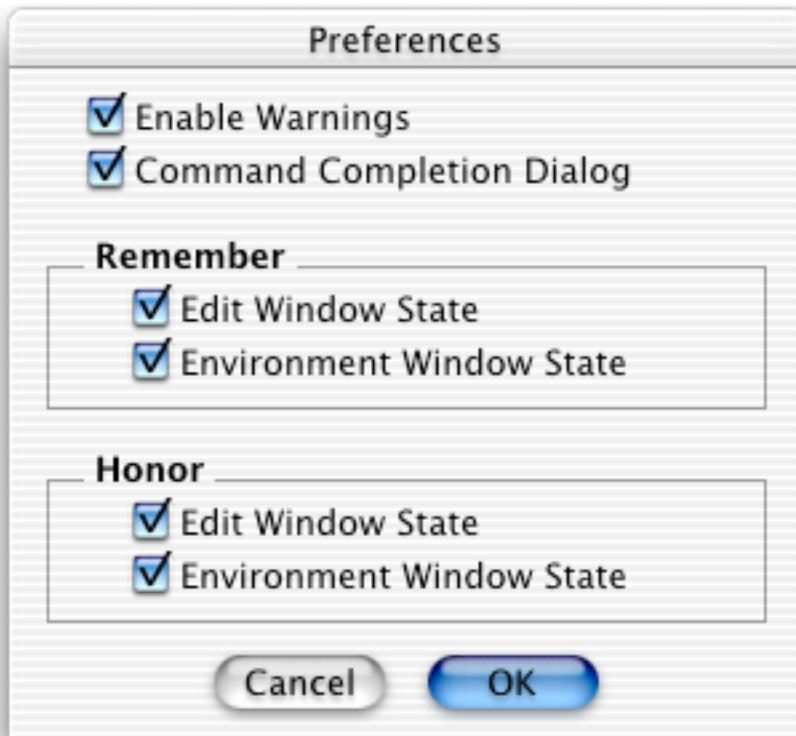 Preferences
Enable Warnings
Command Completion Dialog
Remember
Edit Window State
Environment Window State
Honor
Edit Window State
Environment Window State
Cancel OK